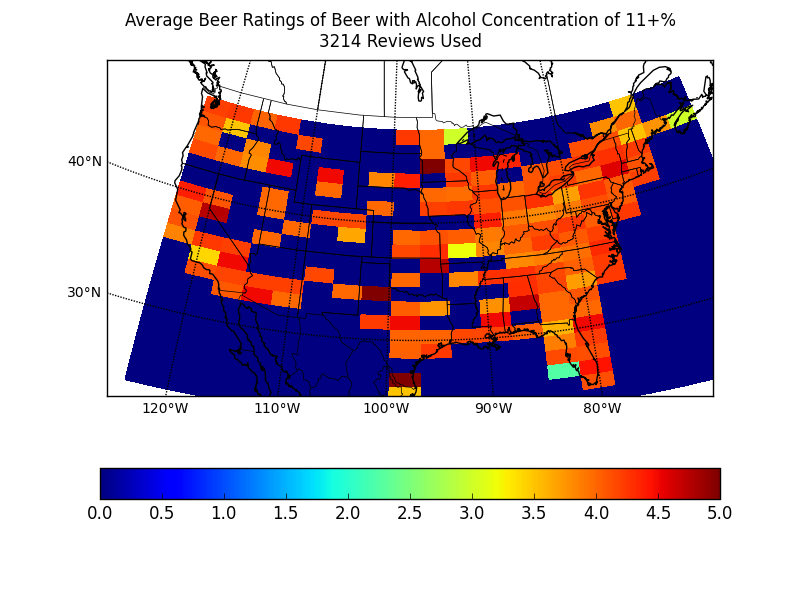 Average Beer Ratings of Beer with Alcohol Concentration of 11+%
3214 Reviews Used
40°N
30°N
120°W 110°W 100°W 90°W 80°W
0.0 0.5 1.0 1.5 2.0 2.5 3.0 3.5 4.0 4.5 5.0